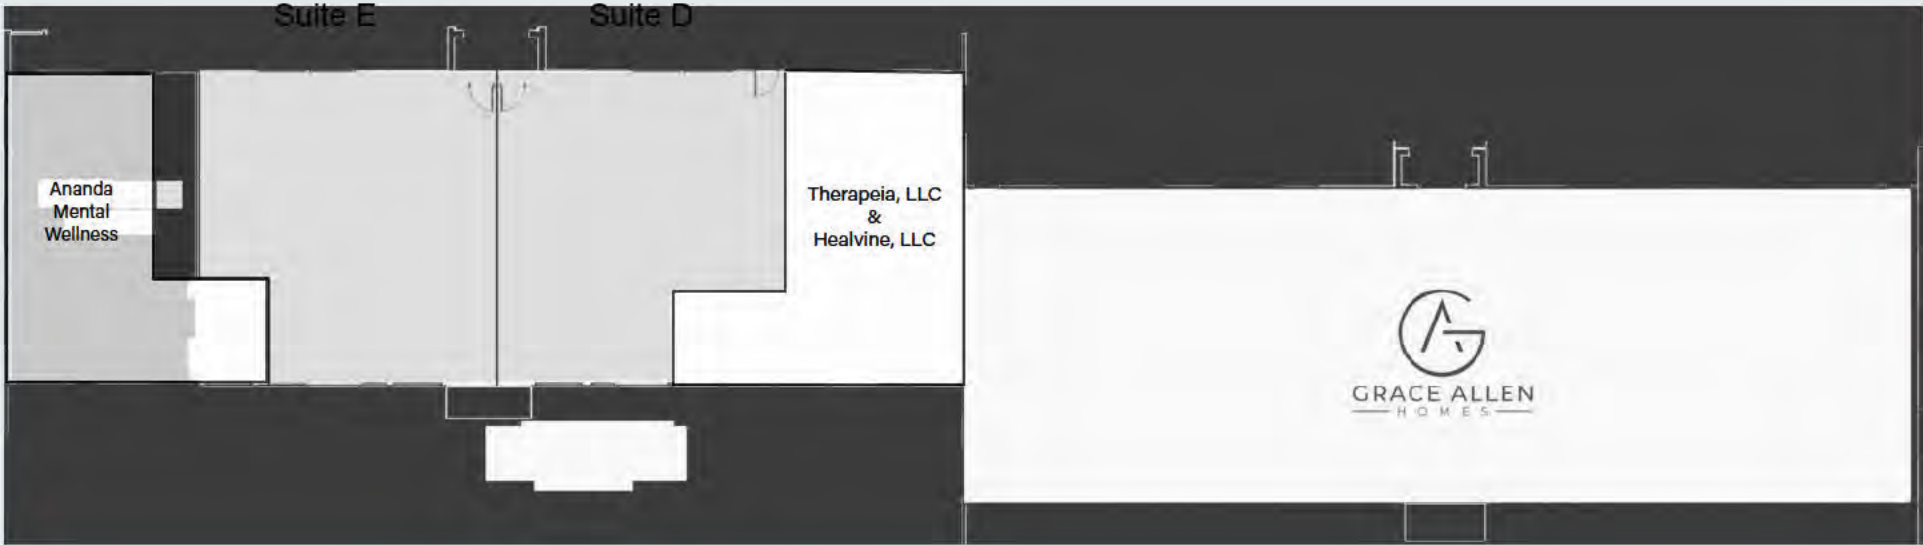 Suite E
Suite D
Ananda
Mental
Wellness
Therapeia, LLC
&
Healvine, LLC
GRACE ALLEN
HOMES